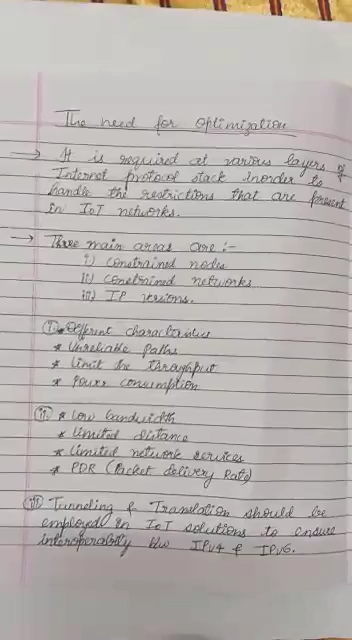 The need for optimization
→ It is required at various layers of
Internet protocol stack inorder to
handle the restrictions that are present
in IoT networks.
→ Three main areas are :-
i) constrained nodes
ii) constrained networks
iii) IP versions.
(i) * Different characteristics
* Unreliable Paths
* Limit the throughput
* Power consumption
(ii) * Low bandwidth
* Limited distance
* Limited network services
* PDR (Packet delivery Rate)
(iii) Tunneling & Translation should be
employed in IoT solutions to ensure
interoperability b/w IPv4 & IPv6.